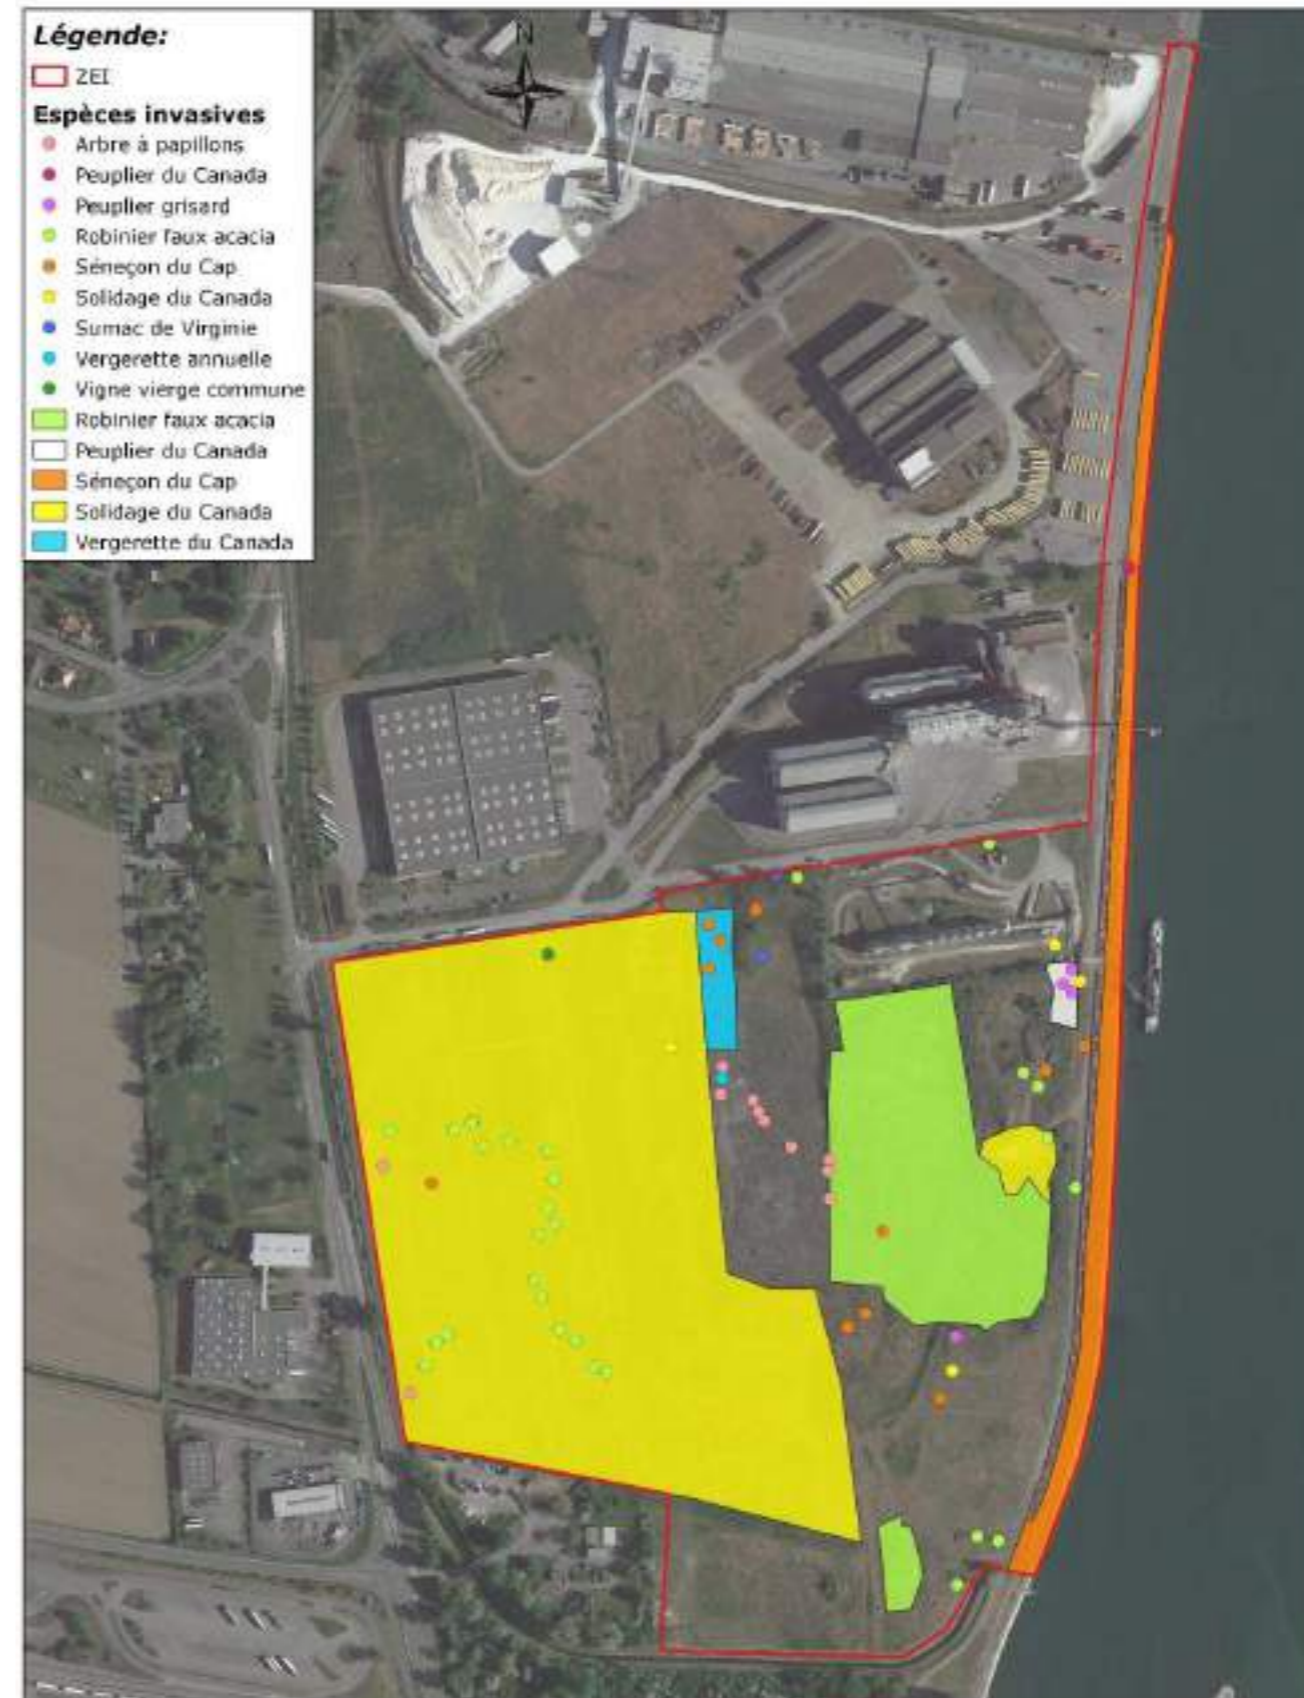 Légende:
ZEI
Espèces invasives
Arbre à papillons
Peuplier du Canada
Peuplier grisard
Robinier faux acacia
Séneçon du Cap
Solidage du Canada
Sumac de Virginie
Vergerette annuelle
Vigne vierge commune
Robinier faux acacia
Peuplier du Canada
Séneçon du Cap
Solidage du Canada
Vergerette du Canada
N